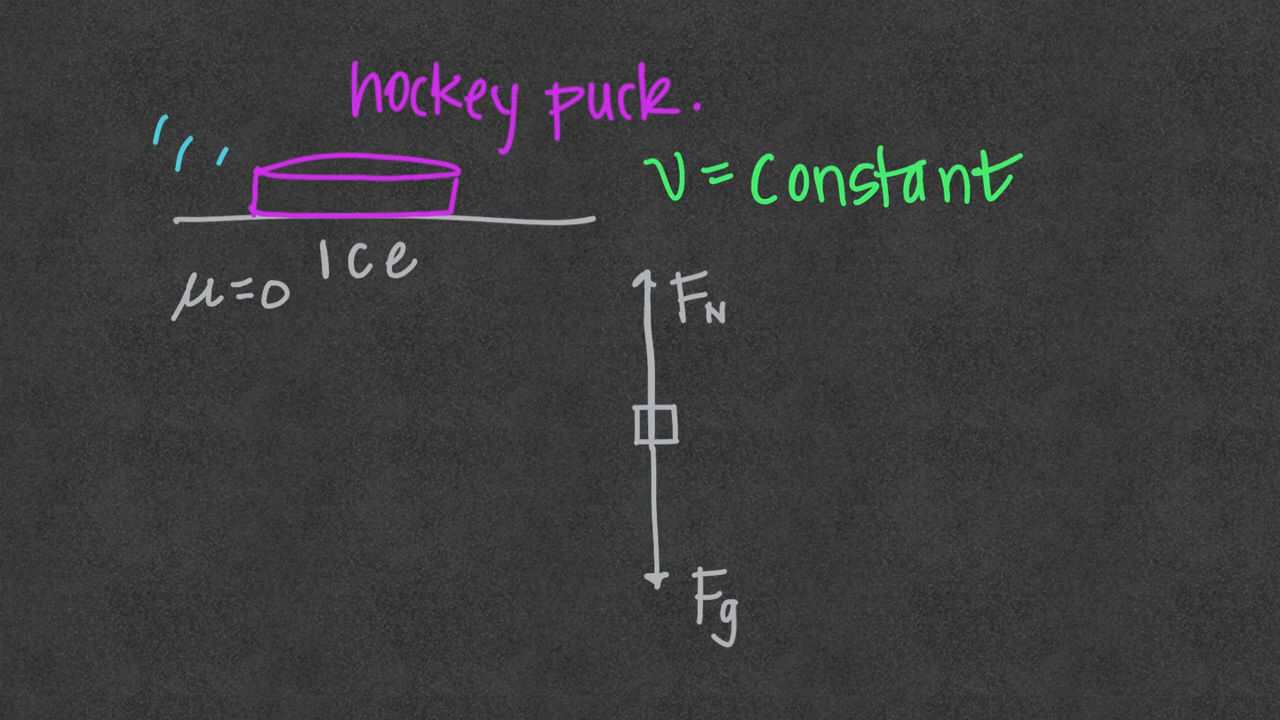 hockey puck.
v = constant
Ice
μ=0
F_N
F_g